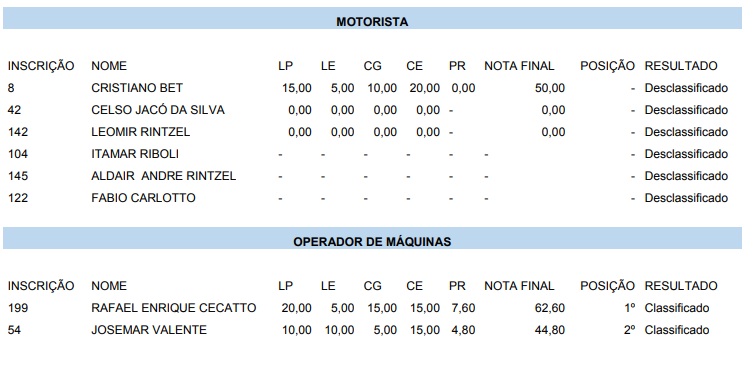 MOTORISTA
INSCRIÇÃO NOME LP LE CG CE PR NOTA FINAL POSIÇÃO RESULTADO
8 CRISTIANO BET 15,00 5,00 10,00 20,00 0,00 50,00 - Desclassificado
42 CELSO JACÓ DA SILVA 0,00 0,00 0,00 0,00 - 0,00 - Desclassificado
142 LEOMIR RINTZEL 0,00 0,00 0,00 0,00 - 0,00 - Desclassificado
104 ITAMAR RIBOLI - - - - - - - Desclassificado
145 ALDAIR ANDRE RINTZEL - - - - - - - Desclassificado
122 FABIO CARLOTTO - - - - - - - Desclassificado
OPERADOR DE MÁQUINAS
INSCRIÇÃO NOME LP LE CG CE PR NOTA FINAL POSIÇÃO RESULTADO
199 RAFAEL ENRIQUE CECATTO 20,00 5,00 15,00 15,00 7,60 62,60 1º Classificado
54 JOSEMAR VALENTE 10,00 10,00 5,00 15,00 4,80 44,80 2º Classificado